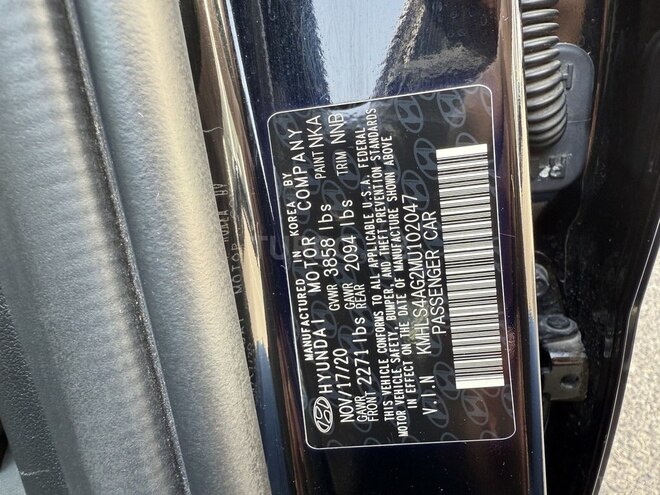 MANUFACTURED IN KOREA BY
HYUNDAI MOTOR COMPANY
NOV/17/20 GVWR 3858 lbs PAINT NKA
GAWR FRONT 2271 lbs GAWR REAR 2094 lbs TRIM NNB
THIS VEHICLE CONFORMS TO ALL APPLICABLE U.S.A. FEDERAL
MOTOR VEHICLE SAFETY, BUMPER, AND THEFT PREVENTION STANDARDS
IN EFFECT ON THE DATE OF MANUFACTURE SHOWN ABOVE
V.I.N KMHLS4AG2MU102047
PASSENGER CAR